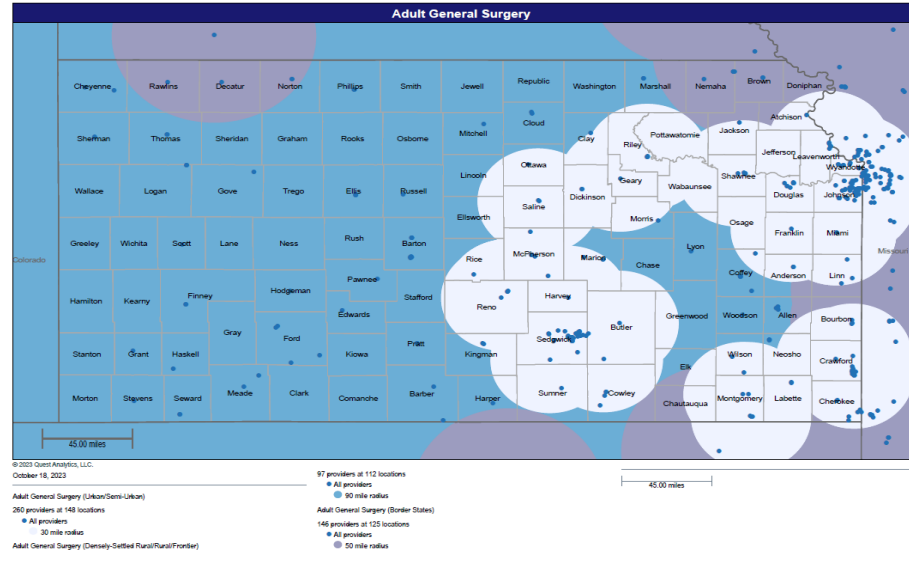 Adult General Surgery
Cheyenne Rawlins Decatur Norton Phillips Smith Jewell Republic Washington Marshall Nemaha Brown Doniphan
Atchison
Sherman Thomas Sheridan Graham Rooks Osborne Mitchell Cloud Clay Riley Pottawatomie Jackson
Jefferson Leavenworth
Wyandotte
Wallace Logan Gove Trego Ellis Russell Lincoln Ottawa Geary Wabaunsee Shawnee Douglas Johnson
Saline Dickinson Morris Osage
Ellsworth
Greeley Wichita Scott Lane Ness Rush Barton Rice McPherson Marion Chase Lyon Franklin Miami
Colorado Missouri
Hamilton Kearny Finney Hodgeman Pawnee Stafford Reno Harvey Coffey Anderson Linn
Gray Ford Edwards Butler Greenwood Woodson Allen Bourbon
Stanton Grant Haskell Kiowa Pratt Kingman Sedgwick Elk Wilson Neosho Crawford
Morton Stevens Seward Meade Clark Comanche Barber Harper Sumner Cowley Chautauqua Montgomery Labette Cherokee
45.00 miles
© 2023 Quest Analytics, LLC.
October 18, 2023
Adult General Surgery (Urban/Semi-Urban)
260 providers at 148 locations
All providers
30 mile radius
Adult General Surgery (Densely-Settled Rural/Rural/Frontier)
97 providers at 112 locations
All providers
90 mile radius
Adult General Surgery (Border States)
146 providers at 125 locations
All providers
50 mile radius
45.00 miles